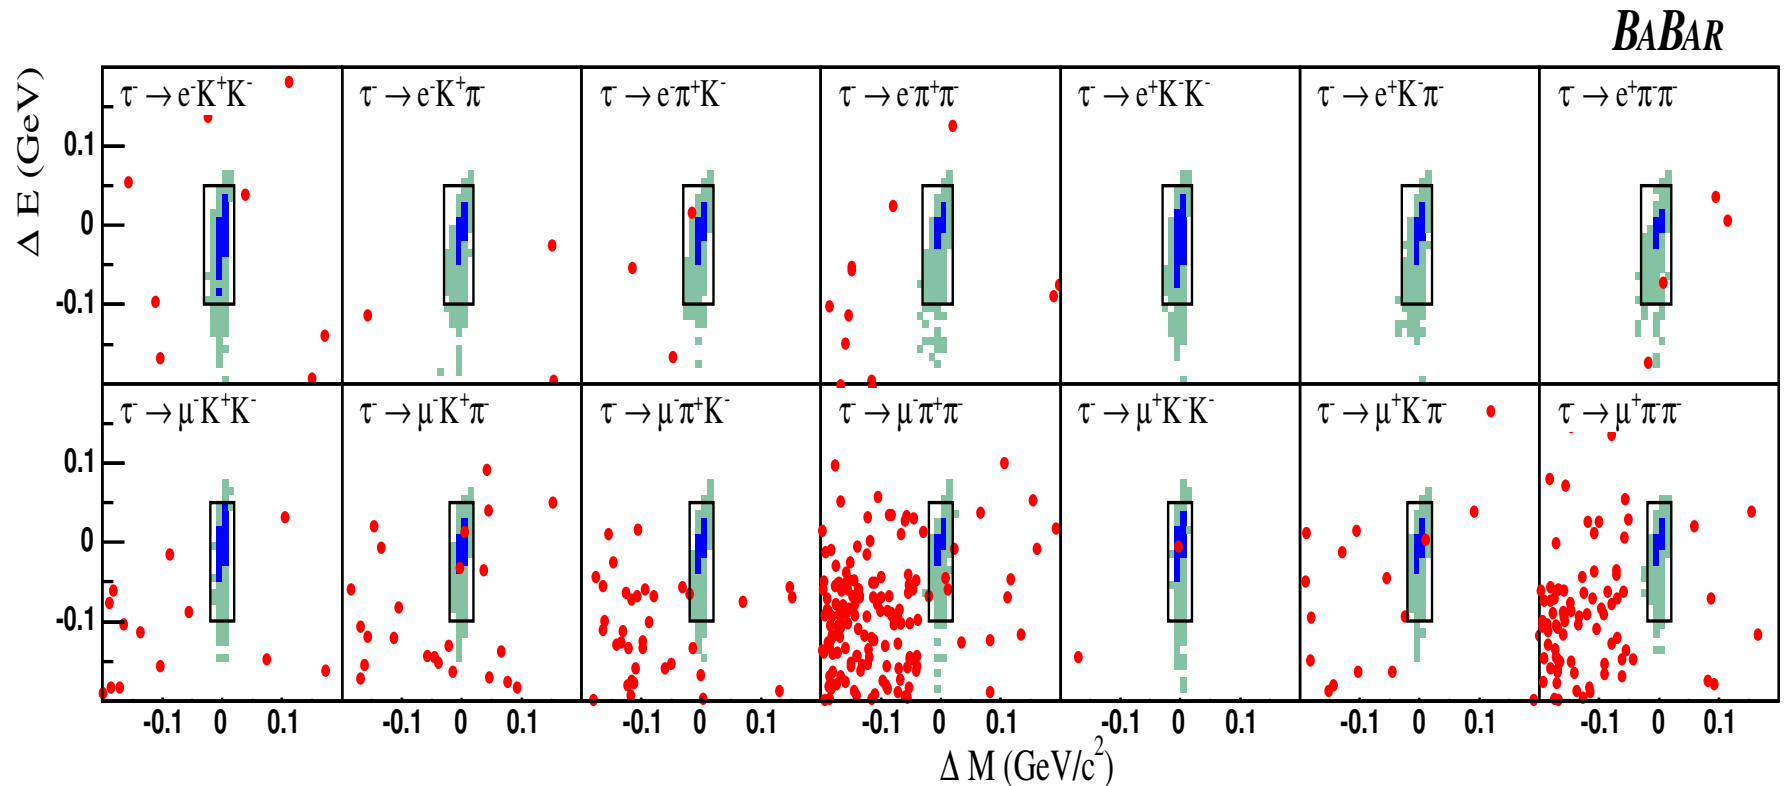 BABAR
Δ E (GeV)
τ⁻ → e⁻K⁺K⁻ τ⁻ → e⁻K⁺π⁻ τ⁻ → e⁻π⁺K⁻ τ⁻ → e⁻π⁺π⁻ τ⁻ → e⁺K⁻K⁻ τ⁻ → e⁺K⁻π⁻ τ⁻ → e⁺π⁻π⁻
0.1
0
-0.1
τ⁻ → μ⁻K⁺K⁻ τ⁻ → μ⁻K⁺π⁻ τ⁻ → μ⁻π⁺K⁻ τ⁻ → μ⁻π⁺π⁻ τ⁻ → μ⁺K⁻K⁻ τ⁻ → μ⁺K⁻π⁻ τ⁻ → μ⁺π⁻π⁻
0.1
0
-0.1
-0.1 0 0.1 -0.1 0 0.1 -0.1 0 0.1 -0.1 0 0.1 -0.1 0 0.1 -0.1 0 0.1 -0.1 0 0.1
Δ M (GeV/c²)